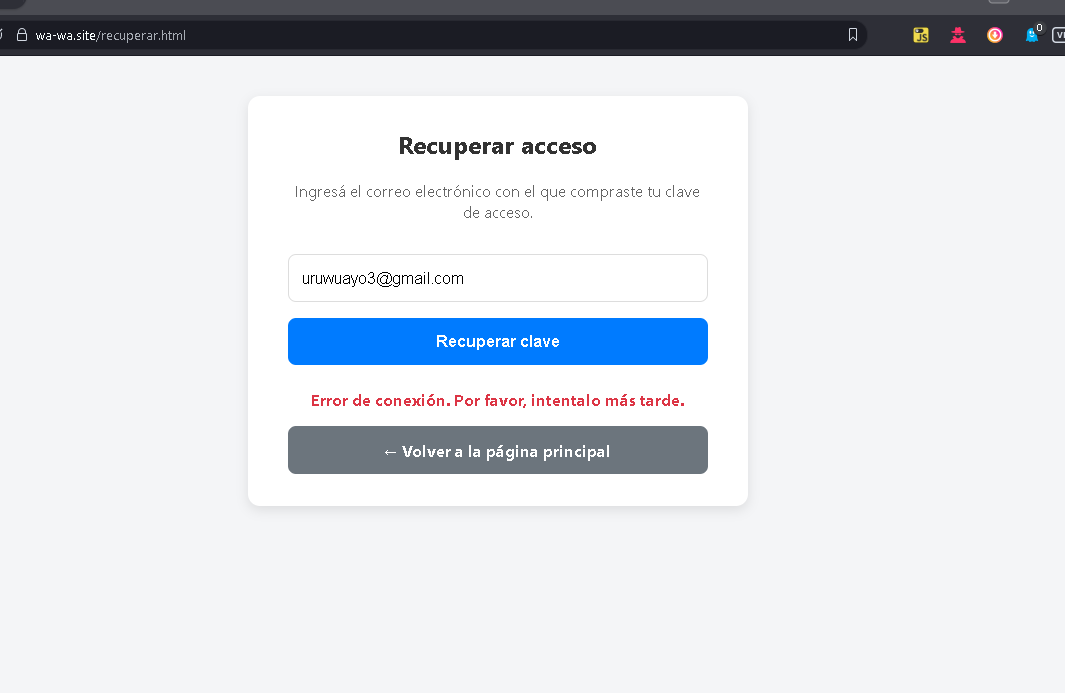 wa-wa.site/recuperar.html
JS
0
Recuperar acceso
Ingresá el correo electrónico con el que compraste tu clave
de acceso.
uruwuayo3@gmail.com
Recuperar clave
Error de conexión. Por favor, intentalo más tarde.
← Volver a la página principal